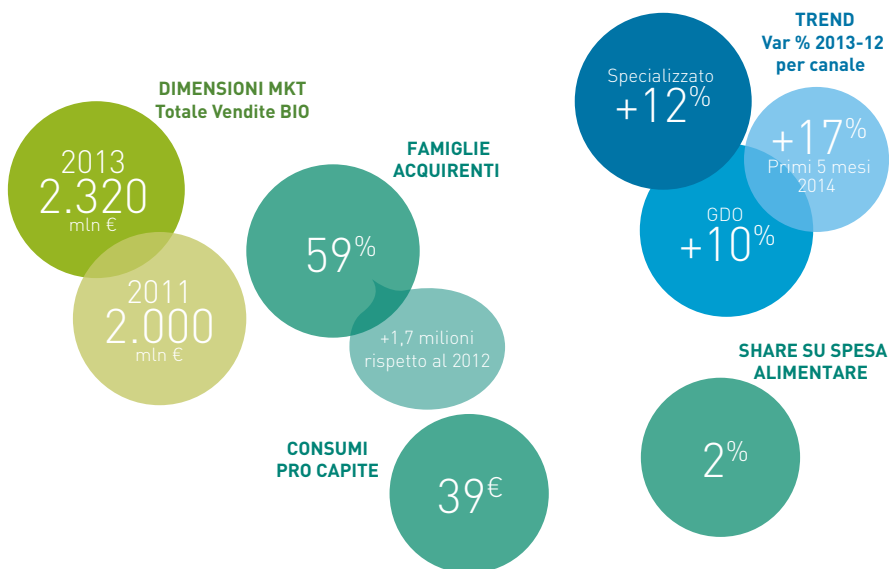 DIMENSIONI MKT
Totale Vendite BIO
2013
2.320
mln €
2011
2.000
mln €
FAMIGLIE
ACQUIRENTI
59%
+1,7 milioni
rispetto al 2012
CONSUMI
PRO CAPITE
39€
TREND
Var % 2013-12
per canale
Specializzato
+12%
+17%
Primi 5 mesi
2014
GDO
+10%
SHARE SU SPESA
ALIMENTARE
2%